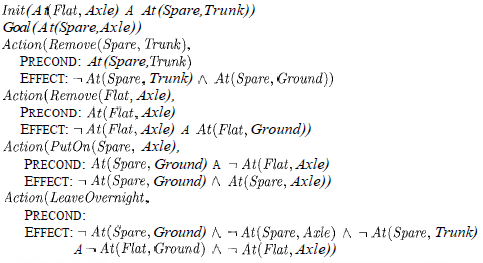 Init(At(Flat, Axle) A At(Spare,Trunk))
Goal(At(Spare,Axle))
Action(Remove(Spare, Trunk),
PRECOND: At(Spare,Trunk)
EFFECT: ¬ At(Spare, Trunk) ∧ At(Spare, Ground))
Action(Remove(Flat, Axle),
PRECOND: At(Flat, Axle)
EFFECT: ¬ At(Flat, Axle) A At(Flat, Ground))
Action(PutOn(Spare, Axle),
PRECOND: At(Spare, Ground) A ¬ At(Flat, Axle)
EFFECT: ¬ At(Spare, Ground) ∧ At(Spare, Axle))
Action(LeaveOvernight,
PRECOND:
EFFECT: ¬ At(Spare, Ground) ∧ ¬ At(Spare, Axle) ∧ ¬ At(Spare, Trunk)
A ¬ At(Flat, Ground) ∧ ¬ At(Flat, Axle))